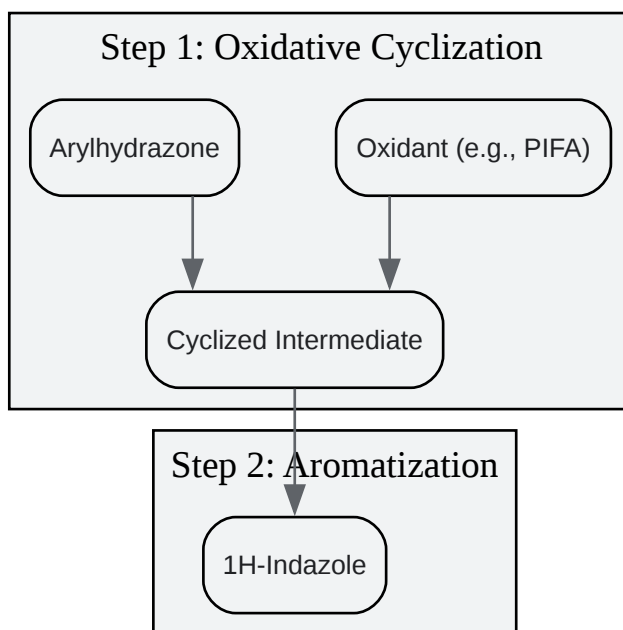 Step 1: Oxidative Cyclization
Arylhydrazone
Oxidant (e.g., PIFA)
Cyclized Intermediate
Step 2: Aromatization
1H-Indazole